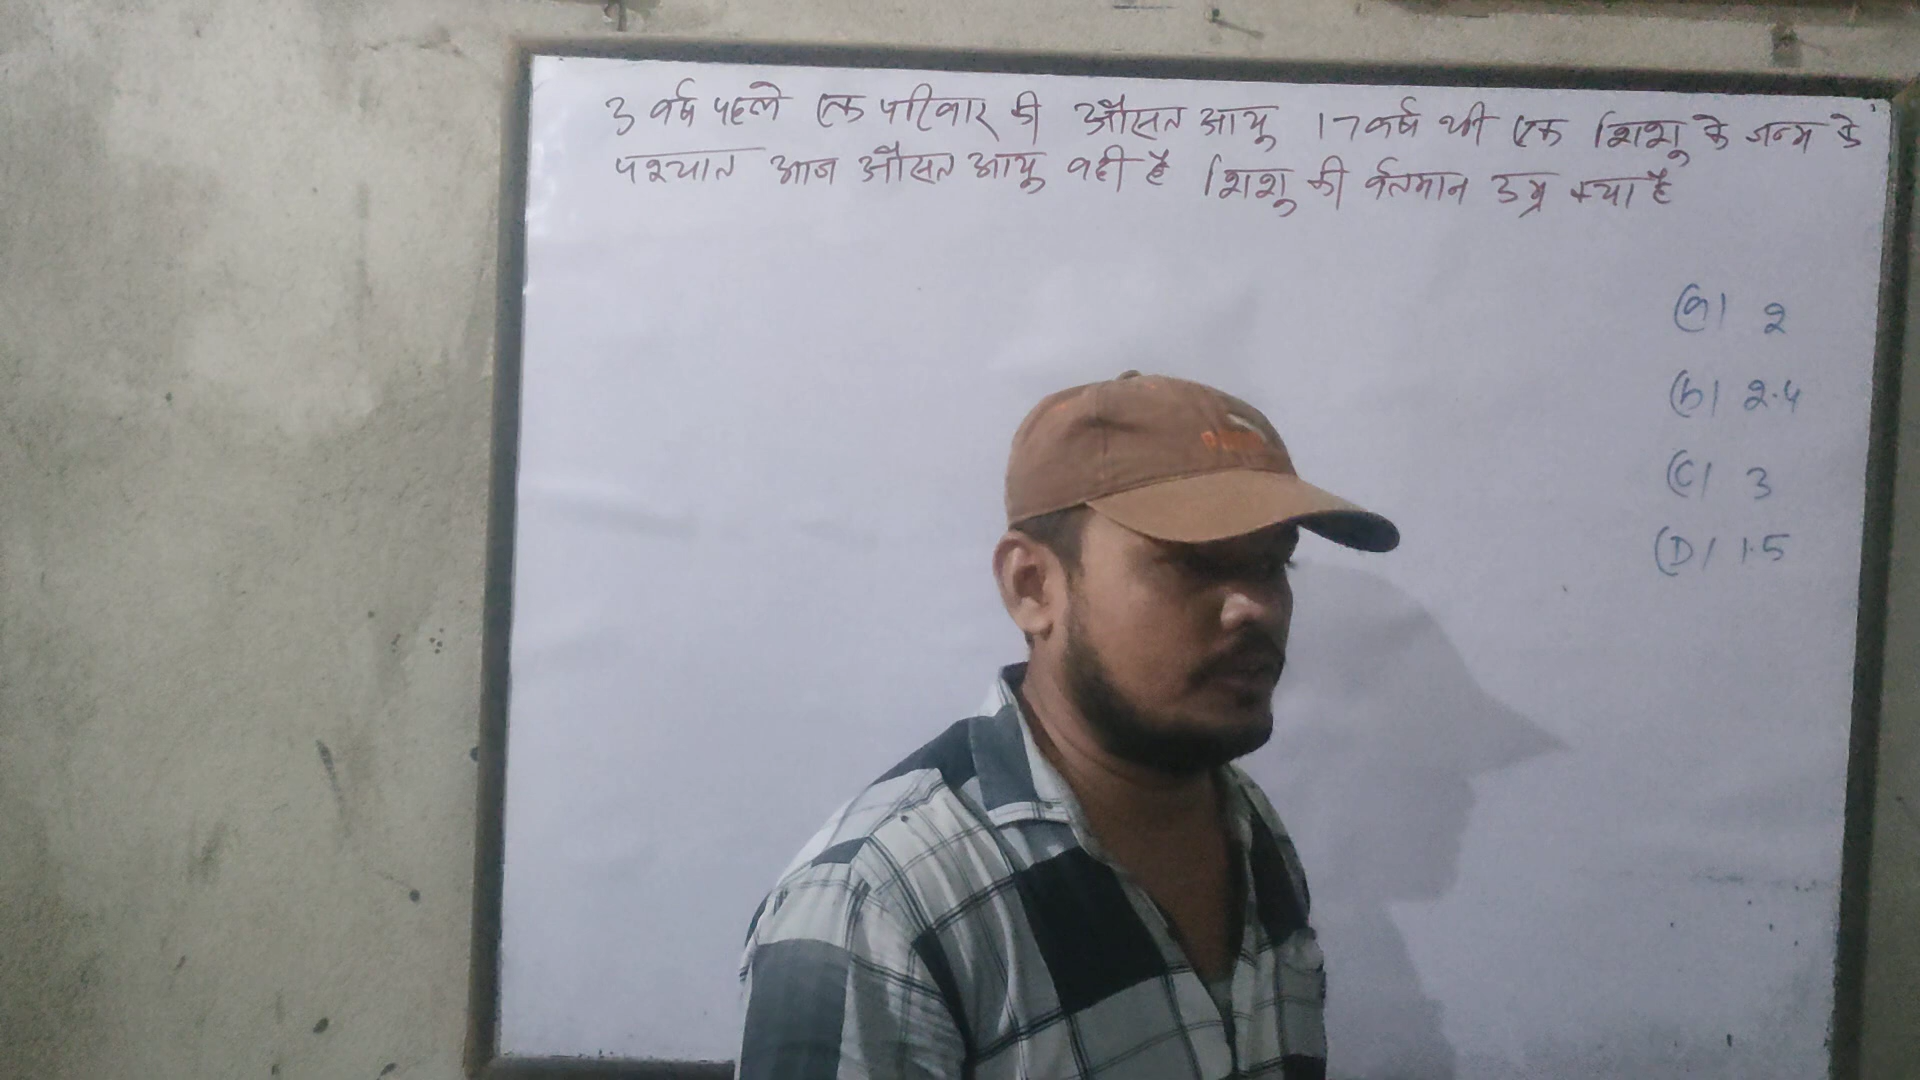 3 वर्ष पहले एक परिवार की औसत आयु 17 वर्ष थी एक शिशु के जन्म के
पश्चात आज औसत आयु वही है शिशु की वर्तमान उम्र क्या है
(a) 2
(b) 2.4
(C) 3
(D) 1.5